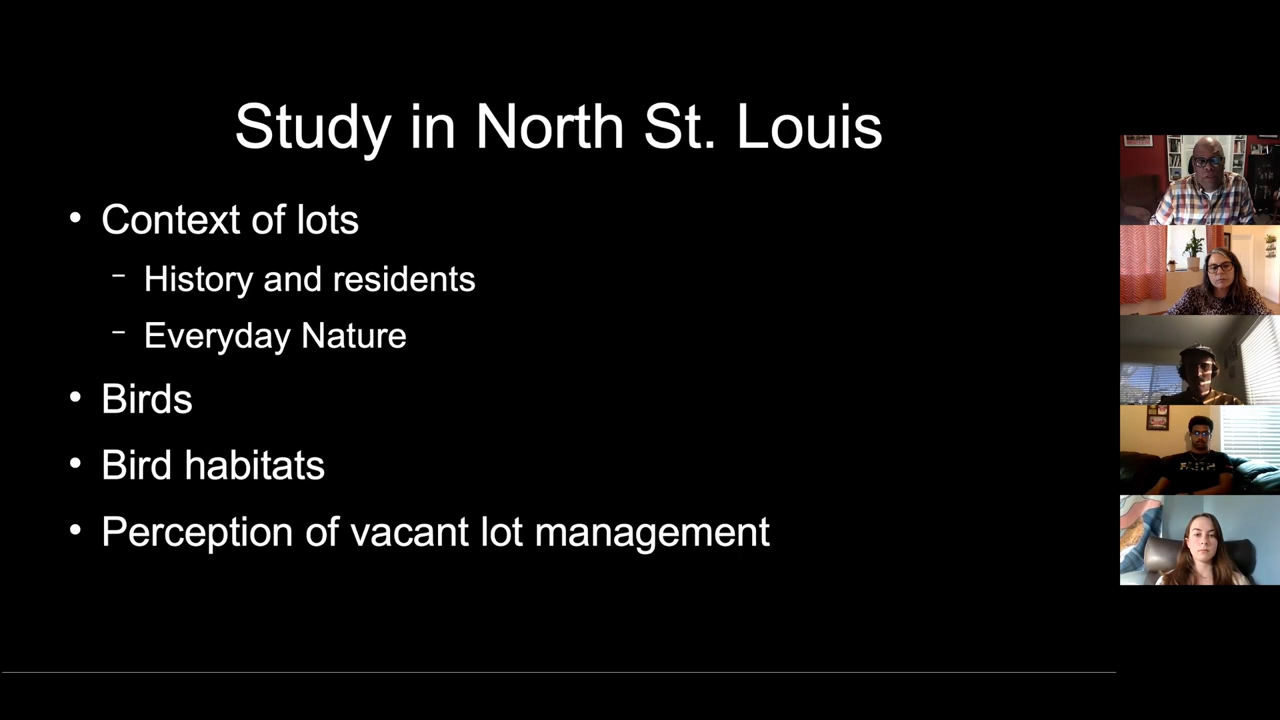 Study in North St. Louis
• Context of lots
– History and residents
– Everyday Nature
• Birds
• Bird habitats
• Perception of vacant lot management